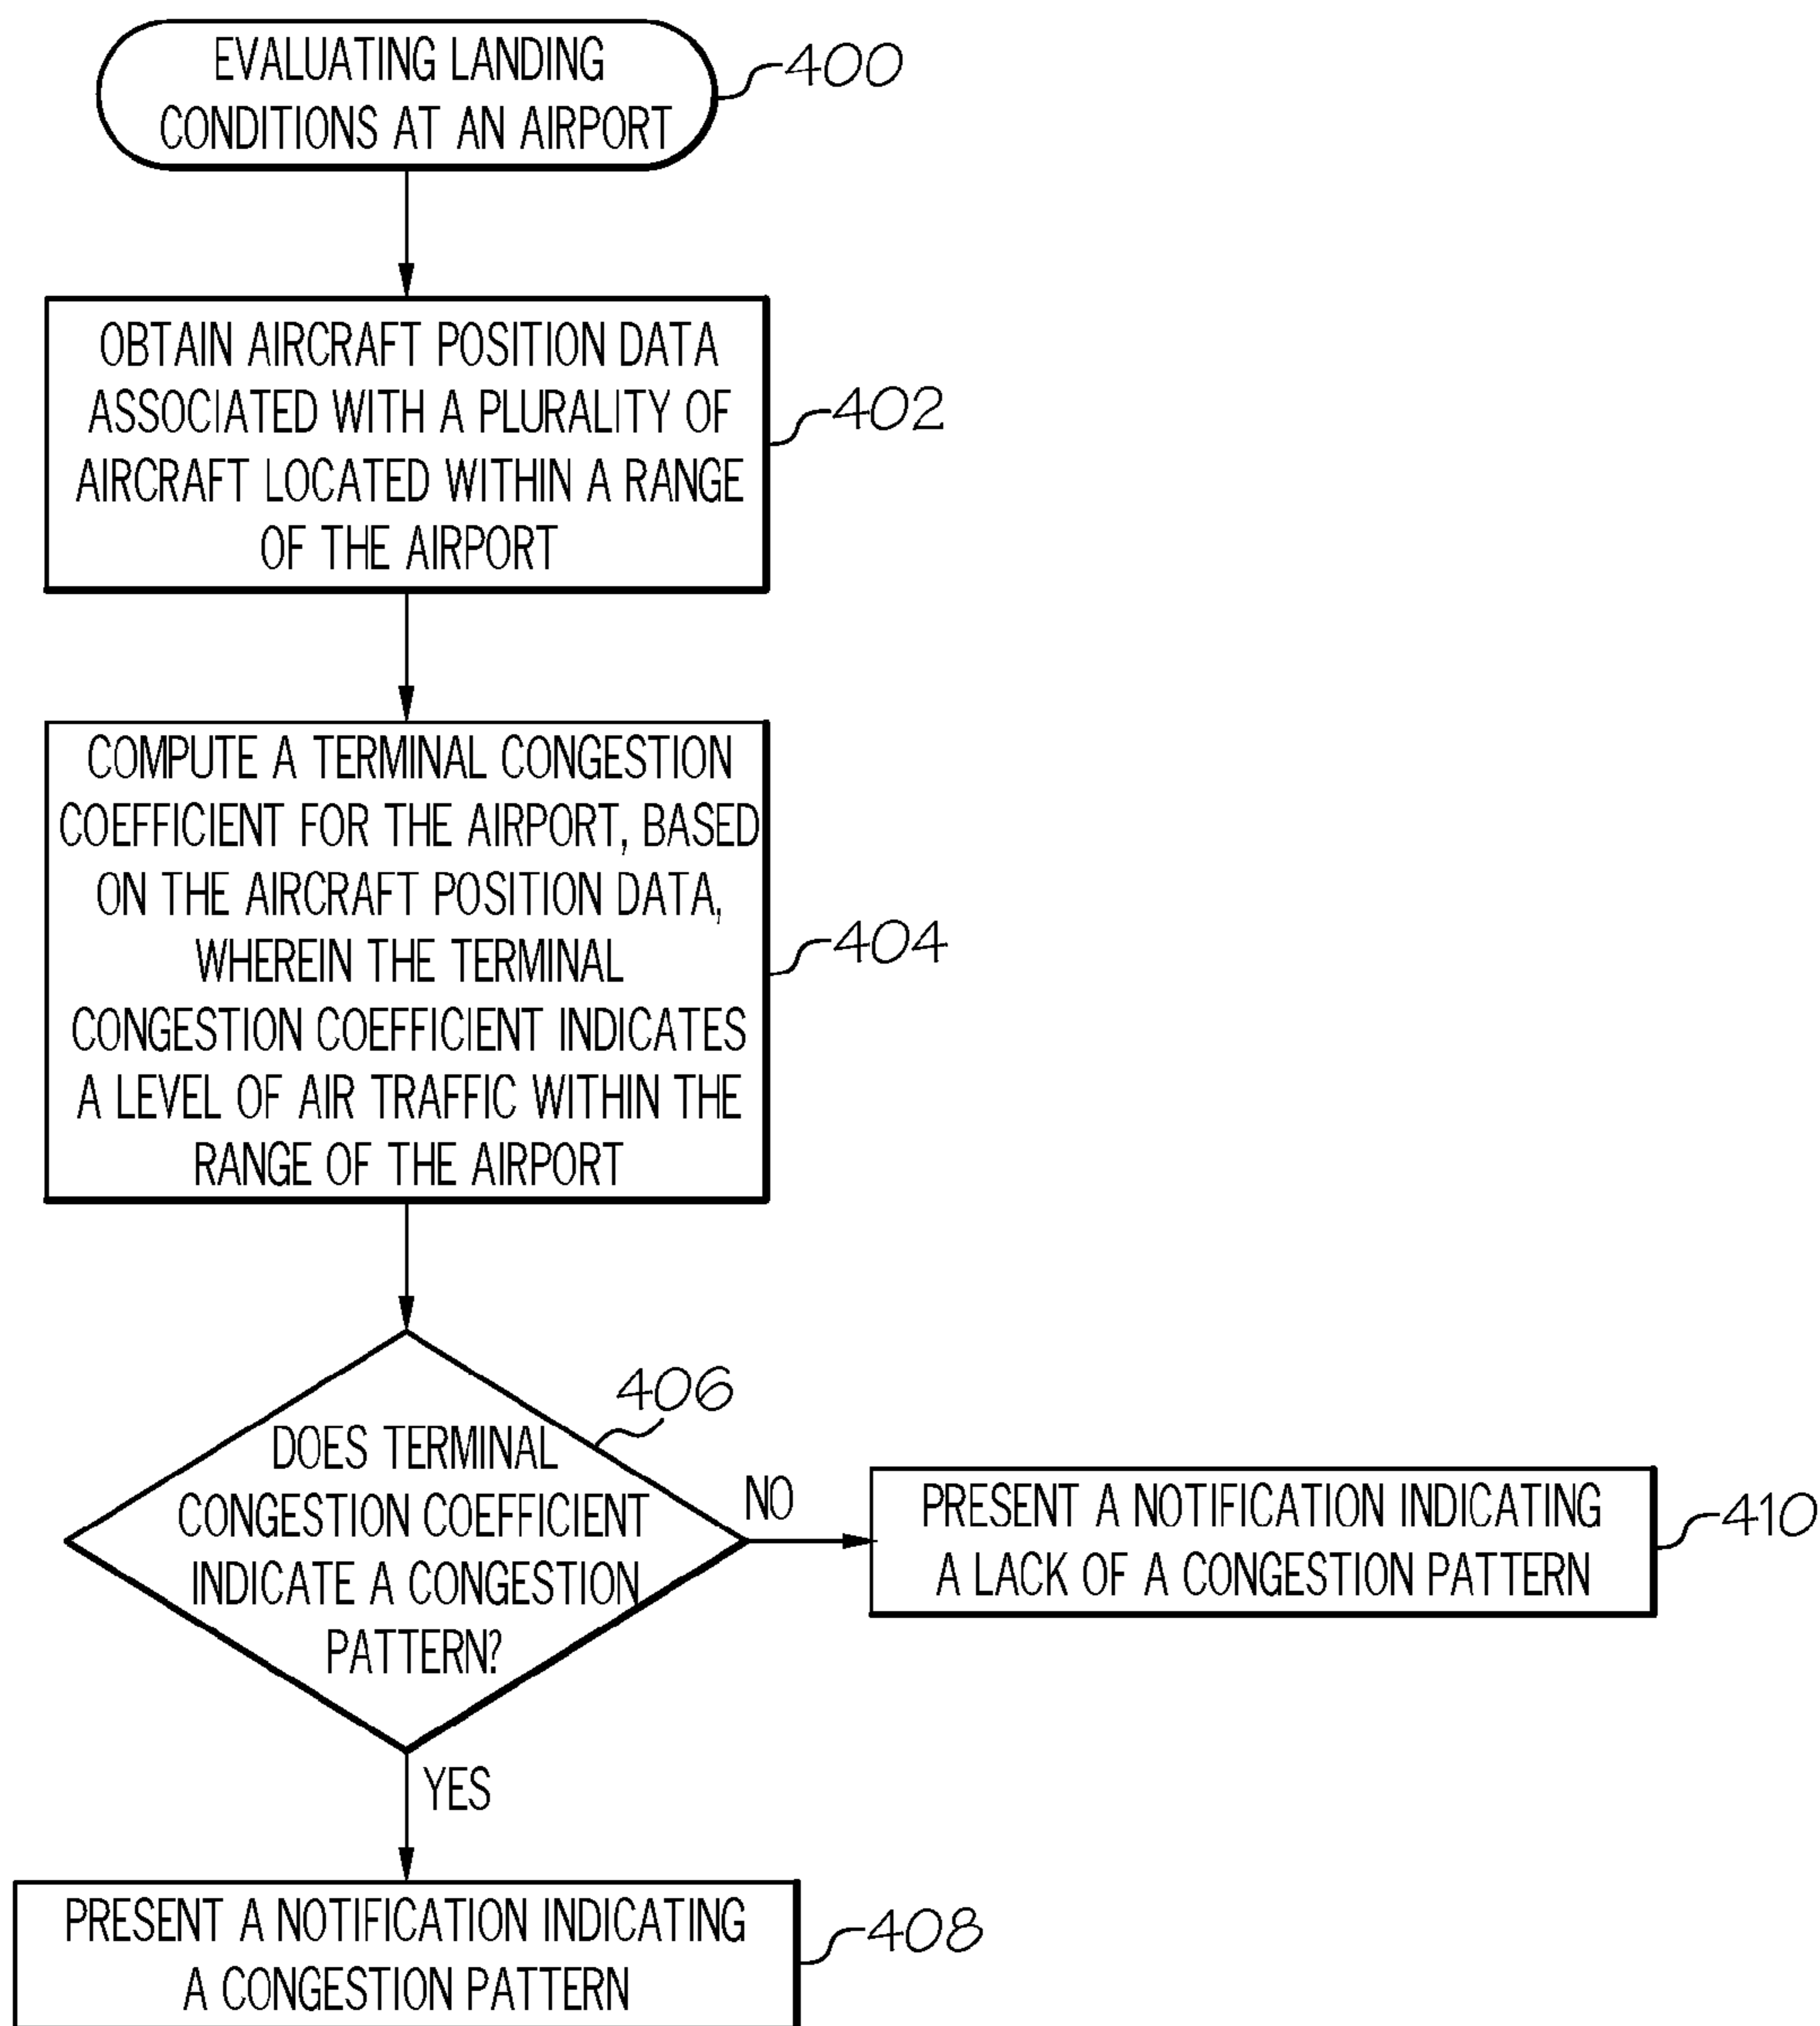 EVALUATING LANDING
CONDITIONS AT AN AIRPORT
400
OBTAIN AIRCRAFT POSITION DATA
ASSOCIATED WITH A PLURALITY OF
AIRCRAFT LOCATED WITHIN A RANGE
OF THE AIRPORT
402
COMPUTE A TERMINAL CONGESTION
COEFFICIENT FOR THE AIRPORT, BASED
ON THE AIRCRAFT POSITION DATA,
WHEREIN THE TERMINAL
CONGESTION COEFFICIENT INDICATES
A LEVEL OF AIR TRAFFIC WITHIN THE
RANGE OF THE AIRPORT
404
406
DOES TERMINAL
CONGESTION COEFFICIENT
INDICATE A CONGESTION
PATTERN?
NO
PRESENT A NOTIFICATION INDICATING
A LACK OF A CONGESTION PATTERN
410
YES
PRESENT A NOTIFICATION INDICATING
A CONGESTION PATTERN
408